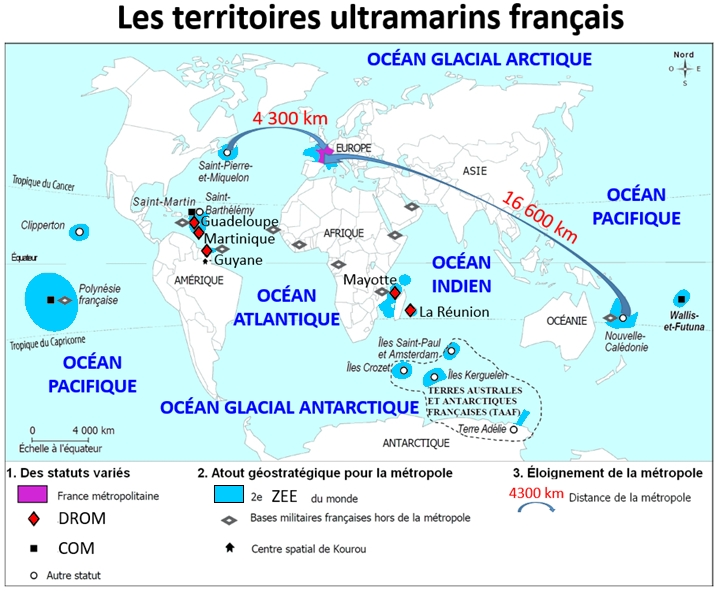 Les territoires ultramarins français
OCÉAN GLACIAL ARCTIQUE
Nord
O
E
S
4 300 km
EUROPE
ASIE
Saint-Pierre-
et-Miquelon
16 600 km
Tropique du Cancer
Saint-Martin
Saint-
Barthélémy
OCÉAN
PACIFIQUE
Clipperton
Guadeloupe
Martinique
Guyane
AFRIQUE
Équateur
AMÉRIQUE
OCÉAN
INDIEN
Mayotte
Polynésie
française
OCÉAN
ATLANTIQUE
La Réunion
OCÉANIE
Wallis-
et-Futuna
Nouvelle-
Calédonie
Tropique du Capricorne
OCÉAN
PACIFIQUE
Îles Saint-Paul
et Amsterdam
Îles Crozet
Îles Kerguelen
TERRES AUSTRALES
ET ANTARCTIQUES
FRANÇAISES (TAAF)
OCÉAN GLACIAL ANTARCTIQUE
Terre Adélie
ANTARCTIQUE
0 4 000 km
Échelle à l'équateur
1. Des statuts variés
France métropolitaine
DROM
COM
Autre statut
2. Atout géostratégique pour la métropole
2e ZEE du monde
Bases militaires françaises hors de la métropole
Centre spatial de Kourou
3. Éloignement de la métropole
4300 km Distance de la métropole